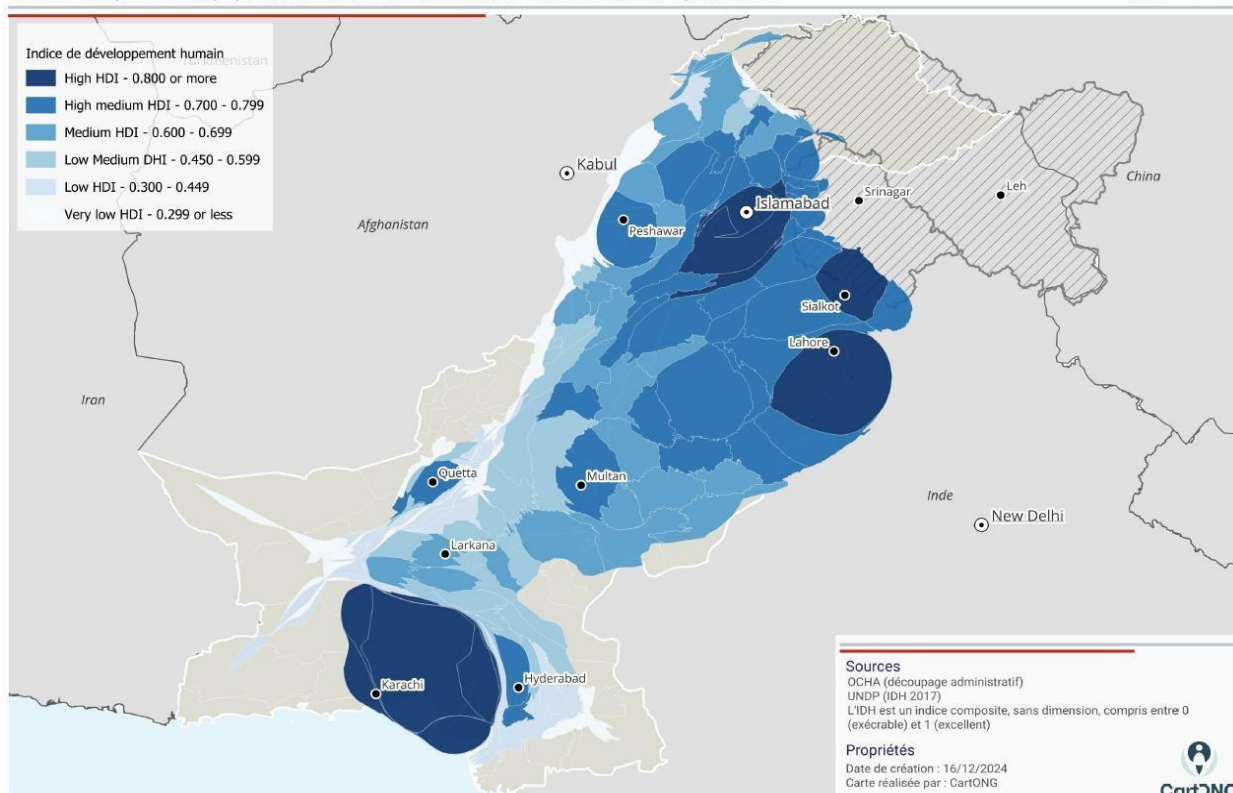 Indice de développement humain
Turkmenistan
High HDI - 0.800 or more
High medium HDI - 0.700 - 0.799
Medium HDI - 0.600 - 0.699
Low Medium DHI - 0.450 - 0.599
Low HDI - 0.300 - 0.449
Very low HDI - 0.299 or less
Kabul
China
Srinagar
Leh
Islamabad
Peshawar
Afghanistan
Sialkot
Lahore
Iran
Quetta
Multan
Inde
New Delhi
Larkana
Karachi
Hyderabad
Sources
OCHA (découpage administratif)
UNDP (IDH 2017)
L'IDH est un indice composite, sans dimension, compris entre 0
(exécrable) et 1 (excellent)
Propriétés
Date de création : 16/12/2024
Carte réalisée par : CartONG
CartONG